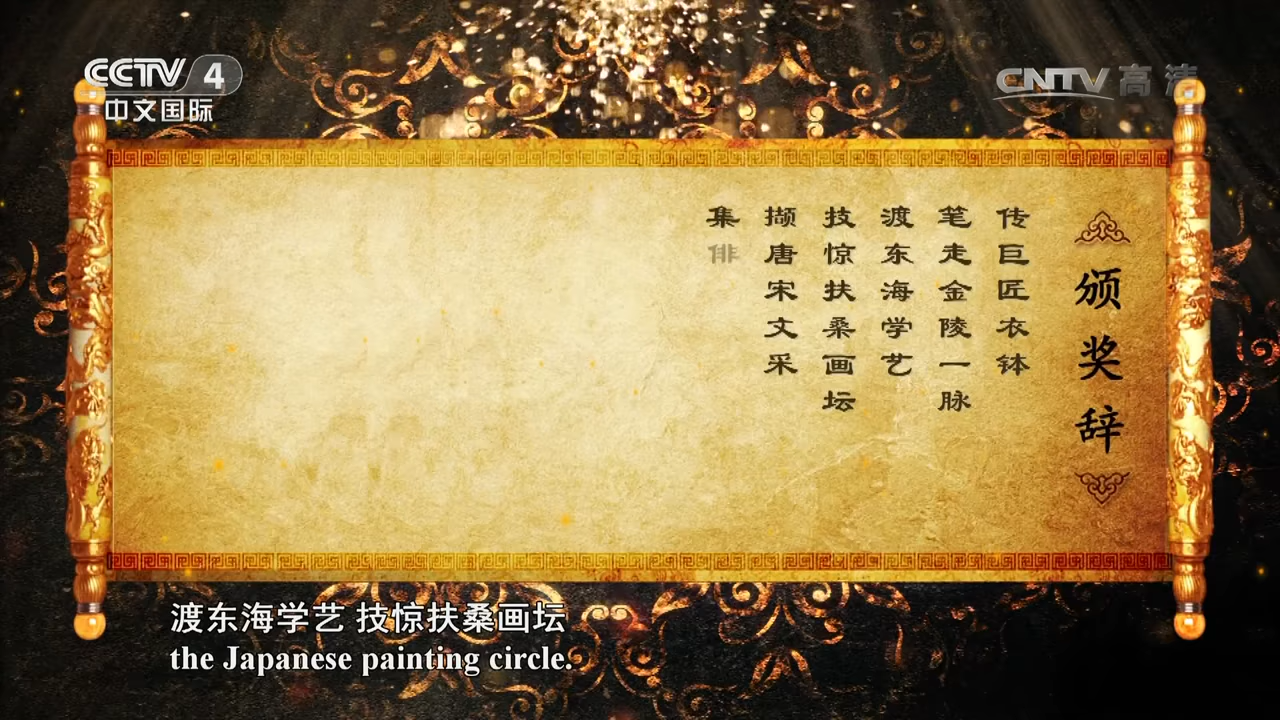 CCTV 4
中文国际
CNTV 高清
颁奖辞
传巨匠衣钵
笔走金陵一脉
渡东海学艺
技惊扶桑画坛
撷唐宋文采
集俳
渡东海学艺 技惊扶桑画坛
the Japanese painting circle.